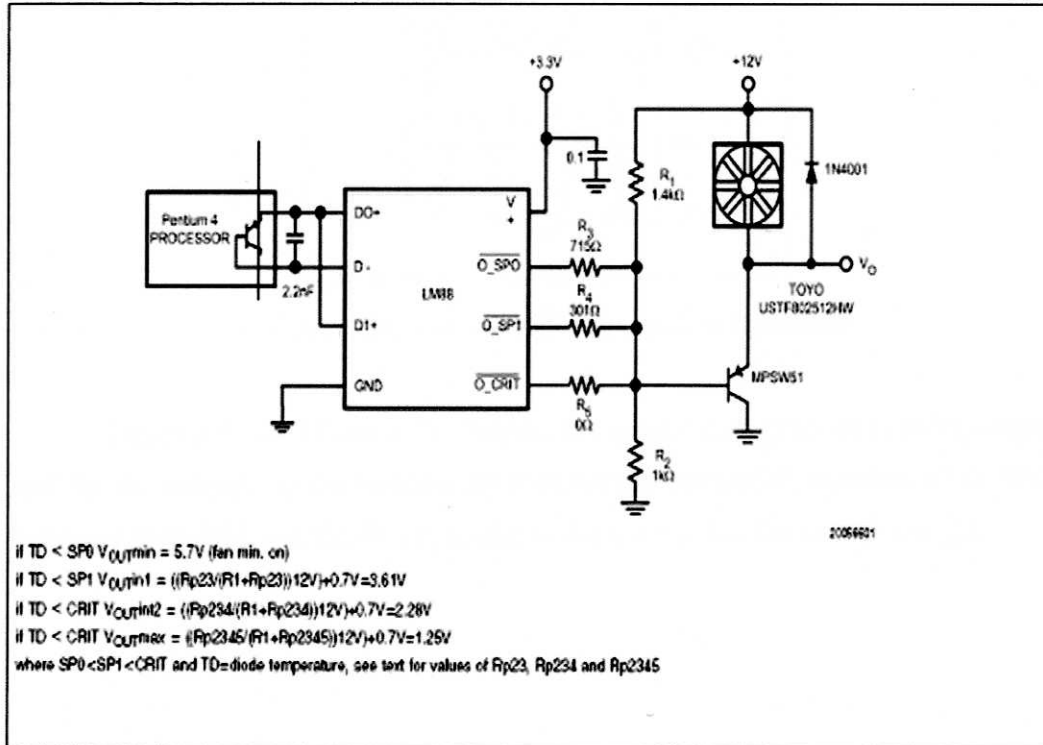 +3.3V
+12V
0.1
R1
1.4kΩ
1N4001
Pentium 4
PROCESSOR
D0+
V
+
R3
715Ω
D-
O_SP0
VO
2.2nF
LM88
R4
301Ω
TOYO
USTF802512HW
D1+
O_SP1
GND
O_CRIT
MPSW51
R5
0Ω
R2
1kΩ
20056601
if TD < SP0 VOUTmin = 5.7V (fan min. on)
if TD < SP1 VOUTint1 = ((Rp23/(R1+Rp23))12V)+0.7V=3.61V
if TD < CRIT VOUTint2 = ((Rp234/(R1+Rp234))12V)+0.7V=2.28V
if TD < CRIT VOUTmax = ((Rp2345/(R1+Rp2345))12V)+0.7V=1.25V
where SP0<SP1<CRIT and TD=diode temperature, see text for values of Rp23, Rp234 and Rp2345